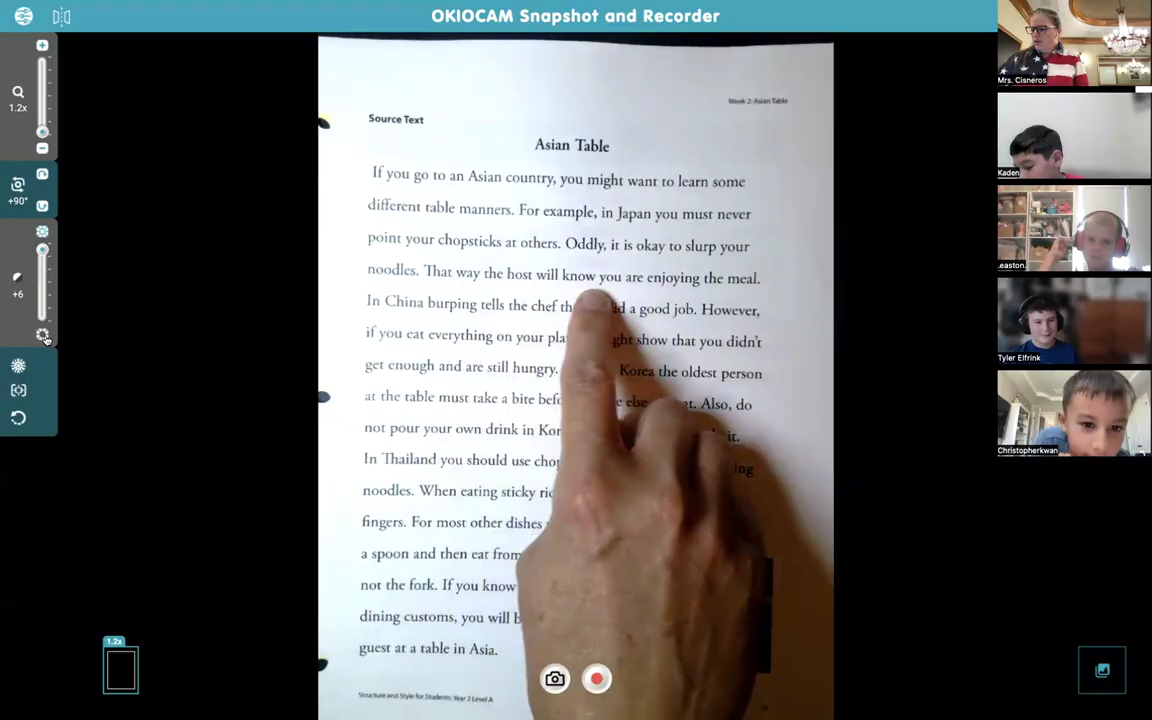 OKIOCAM Snapshot and Recorder
1.2x
+90°
+6
Week 2: Asian Table
Source Text
Asian Table
If you go to an Asian country, you might want to learn some
different table manners. For example, in Japan you must never
point your chopsticks at others. Oddly, it is okay to slurp your
noodles. That way the host will know you are enjoying the meal.
In China burping tells the chef a good job. However,
if you eat everything on your show that you didn't
get enough and are still hungry. Korea the oldest person
at the table must take a bite else Also, do
not pour your own drink in it.
In Thailand you should use
noodles. When eating sticky
fingers. For most other dishes
a spoon and then eat from
not the fork. If you know
dining customs, you will
guest at a table in Asia.
Structure and Style for Students: Year 2 Level A
1.2x
Mrs. Cisneros
Kaden
easton
Tyler Elfrink
Christopherkwan